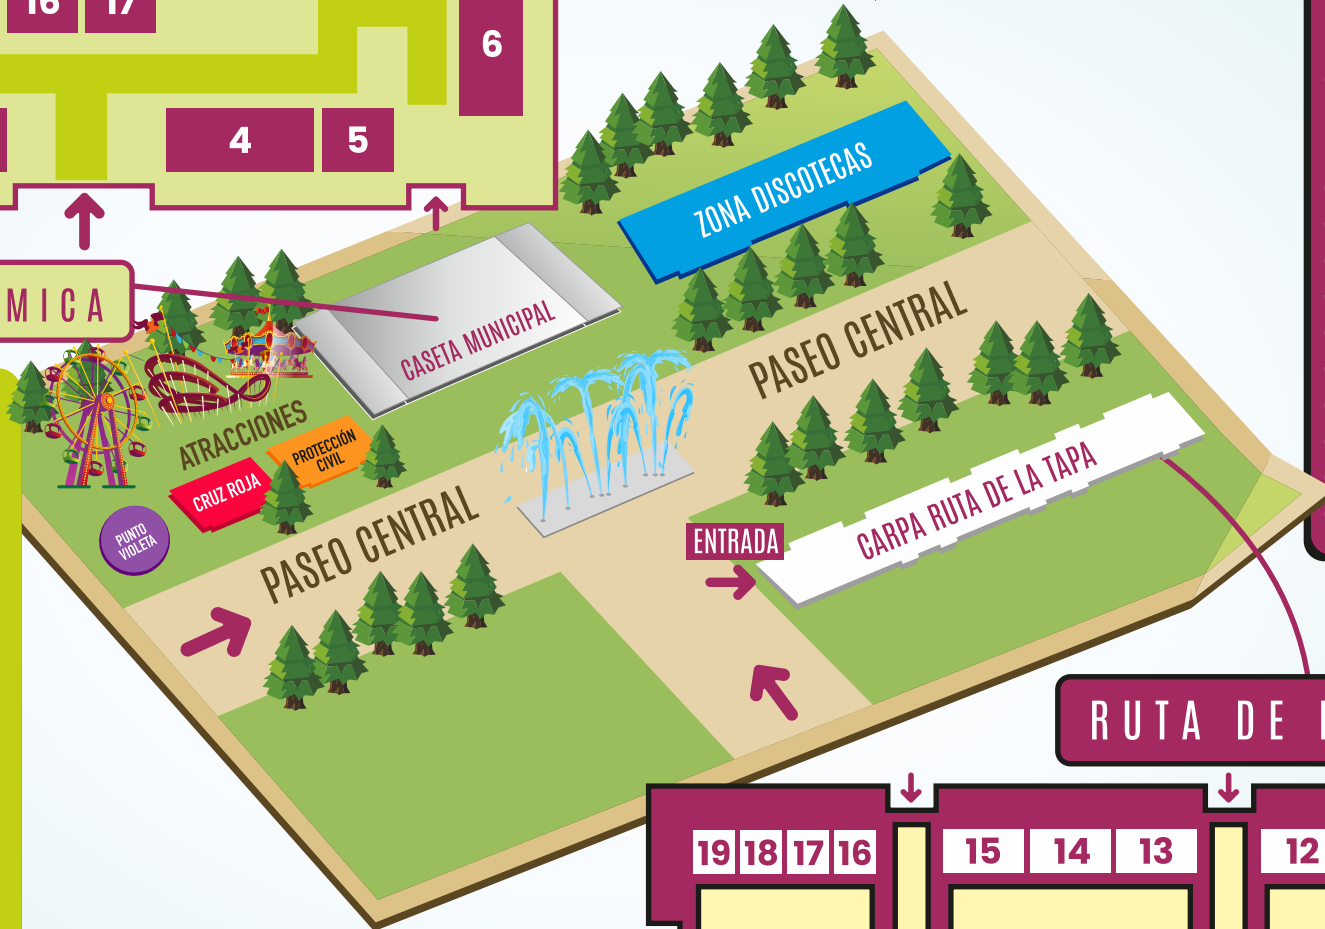 16 17
6
4 5
MICA
ZONA DISCOTECAS
CASETA MUNICIPAL
PASEO CENTRAL
ATRACCIONES
PROTECCIÓN
CIVIL
CRUZ ROJA
PUNTO
VIOLETA
PASEO CENTRAL
ENTRADA
CARPA RUTA DE LA TAPA
RUTA DE
19 18 17 16 15 14 13 12